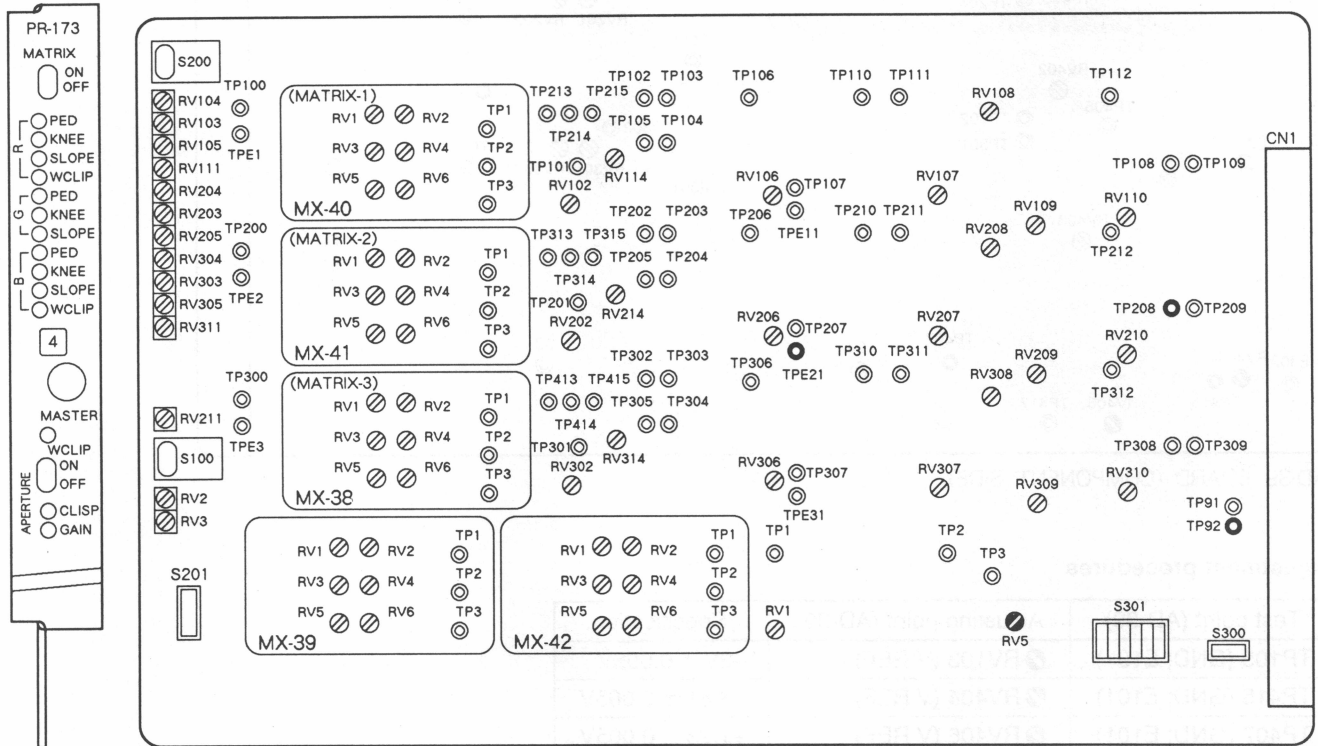 PR-173
MATRIX
ON
OFF
R
PED
KNEE
SLOPE
WCLIP
G
PED
KNEE
SLOPE
B
PED
KNEE
SLOPE
WCLIP
4
MASTER
WCLIP
APERTURE
ON
OFF
CLISP
GAIN
S200
RV104
RV103
RV105
RV111
RV204
RV203
RV205
RV304
RV303
RV305
RV311
RV211
S100
RV2
RV3
S201
TP100
TPE1
TP200
TPE2
TP300
TPE3
(MATRIX-1)
RV1 RV2 TP1
RV3 RV4 TP2
RV5 RV6 TP3
MX-40
(MATRIX-2)
RV1 RV2 TP1
RV3 RV4 TP2
RV5 RV6 TP3
MX-41
(MATRIX-3)
RV1 RV2 TP1
RV3 RV4 TP2
RV5 RV6 TP3
MX-38
RV1 RV2 TP1
RV3 RV4 TP2
RV5 RV6 TP3
MX-39
RV1 RV2 TP1
RV3 RV4 TP2
RV5 RV6 TP3
MX-42
TP102 TP103 TP106 TP110 TP111 TP112
TP213 TP215 RV108
TP105 TP104
TP214
TP101 RV114 TP108 TP109
RV102 RV106 TP107 RV107
TP202 TP203 TP206 TPE11 TP210 TP211 RV109 RV110
RV208 TP212
TP313 TP315 TP205 TP204
TP314
TP201 RV214 TP208 TP209
RV202 RV206 TP207 RV207 RV210
TP302 TP303 TP306 TPE21 TP310 TP311 RV209
RV308 TP312
TP413 TP415 TP305 TP304
TP414
TP301 RV314 TP308 TP309
RV302 RV306 TP307 RV307 RV309 RV310
TPE31 TP91
TP92
TP1 TP2 TP3
RV1 RV5 S301 S300
CN1